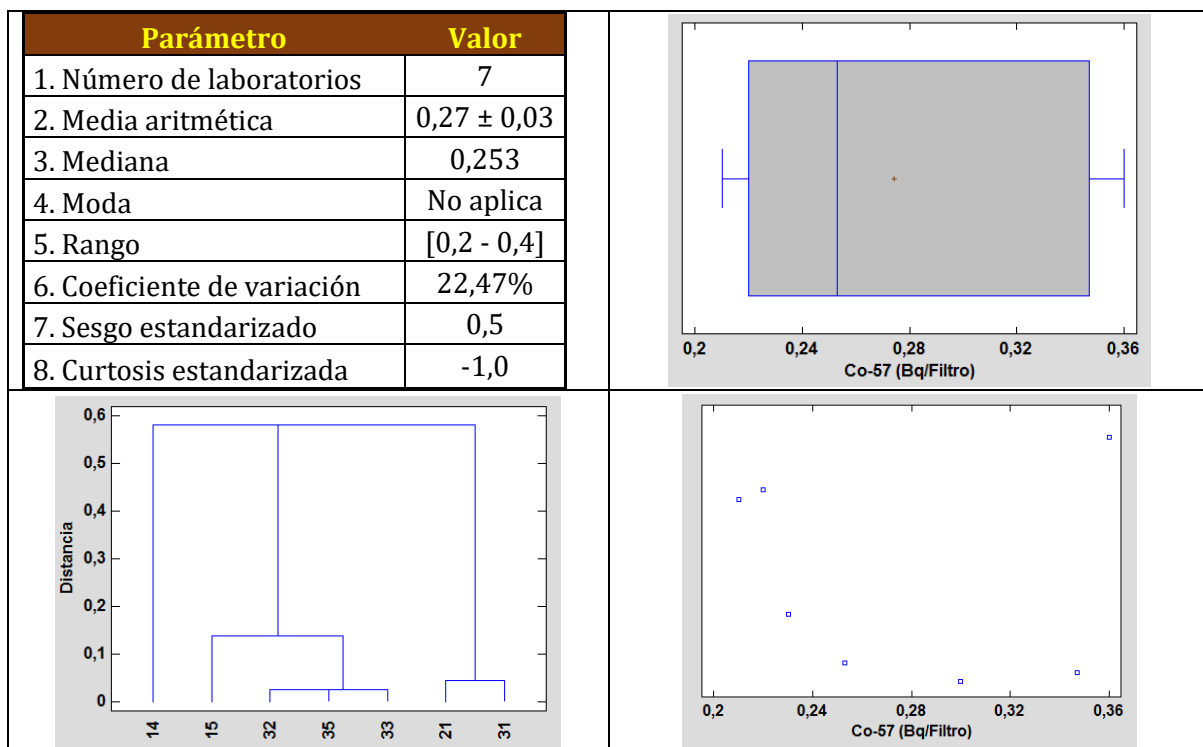 Parámetro Valor
1. Número de laboratorios 7
2. Media aritmética 0,27 ± 0,03
3. Mediana 0,253
4. Moda No aplica
5. Rango [0,2 - 0,4]
6. Coeficiente de variación 22,47%
7. Sesgo estandarizado 0,5
8. Curtosis estandarizada -1,0
0,2 0,24 0,28 0,32 0,36
Co-57 (Bq/Filtro)
0,6
0,5
0,4
0,3
0,2
0,1
0
Distancia
14 15 32 35 33 21 31
0,2 0,24 0,28 0,32 0,36
Co-57 (Bq/Filtro)